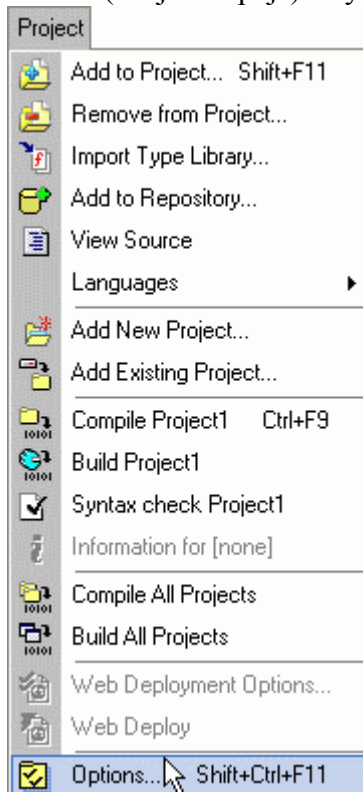 Project
Add to Project... Shift+F11
Remove from Project...
Import Type Library...
Add to Repository...
View Source
Languages
Add New Project...
Add Existing Project...
Compile Project1 Ctrl+F9
Build Project1
Syntax check Project1
Information for [none]
Compile All Projects
Build All Projects
Web Deployment Options...
Web Deploy
Options... Shift+Ctrl+F11